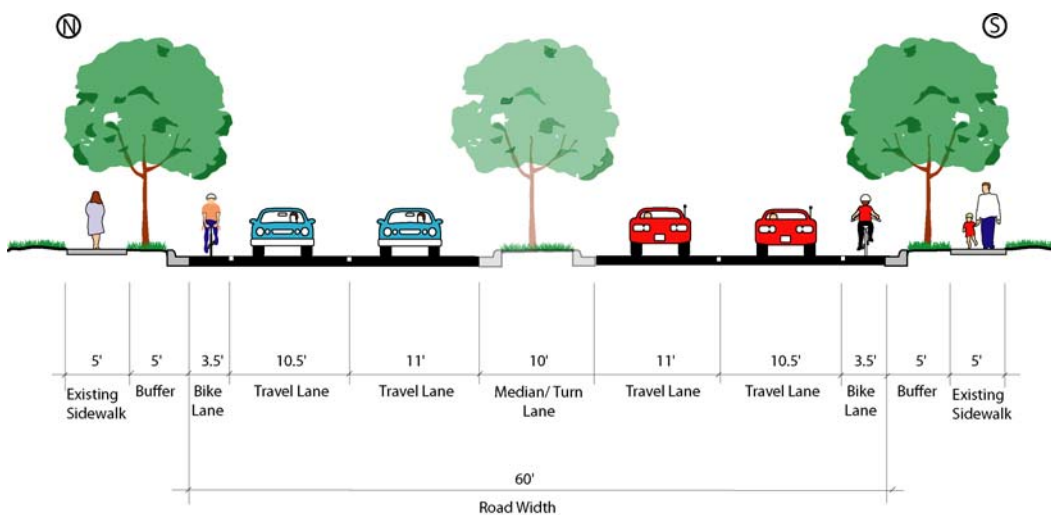 N
S
5'
5'
3.5'
10.5'
11'
10'
11'
10.5'
3.5'
5'
5'
Existing
Sidewalk
Buffer
Bike
Lane
Travel Lane
Travel Lane
Median/ Turn
Lane
Travel Lane
Travel Lane
Bike
Lane
Buffer
Existing
Sidewalk
60'
Road Width